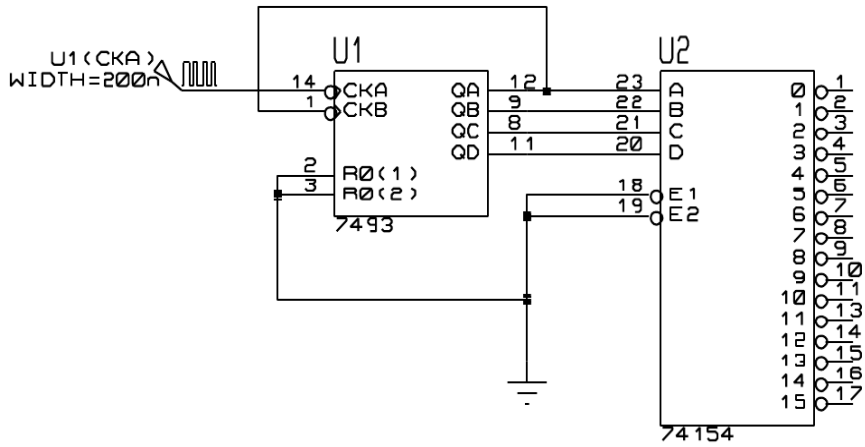 U1 U2
U1(CKA)
WIDTH=200n
14 CKA QA 12 23 A 0 1
1 CKB QB 9 22 B 1 2
QC 8 21 C 2 3
QD 11 20 D 3 4
2 R0(1) 4 5
3 R0(2) 18 E1 5 6
19 E2 6 7
7493 7 8
8 9
9 10
10 11
11 13
12 14
13 15
14 16
15 17
74154